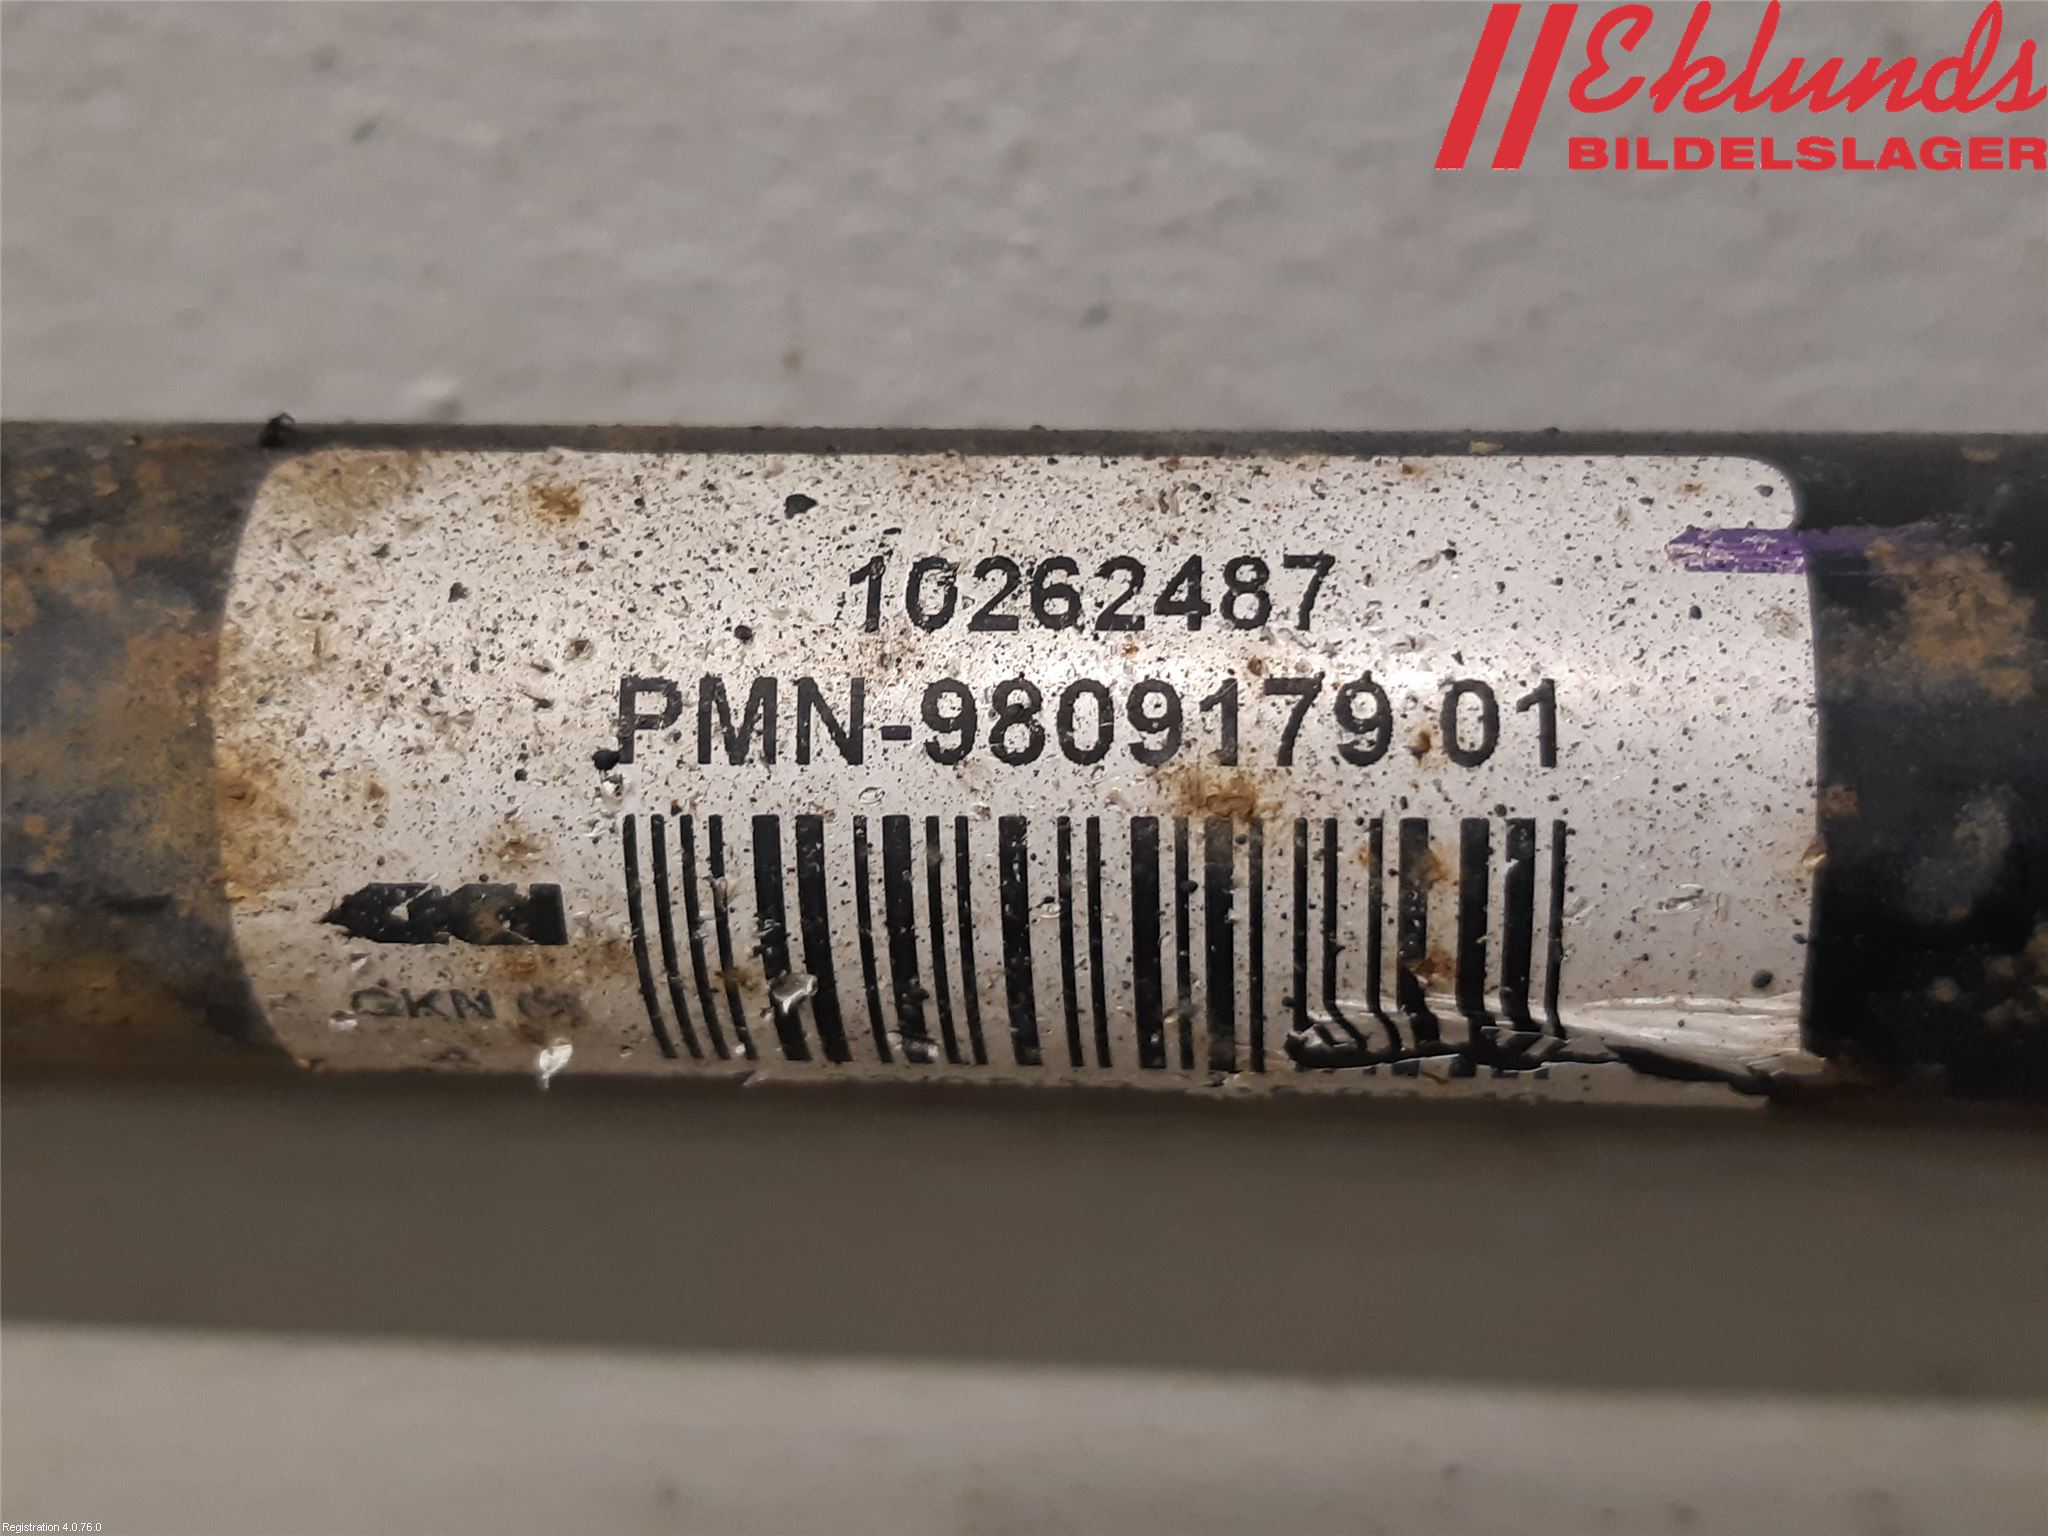 Eklunds
BILDELSLAGER
10262487
PMN-9809179 01
GKN
Registration 4.0.76.0